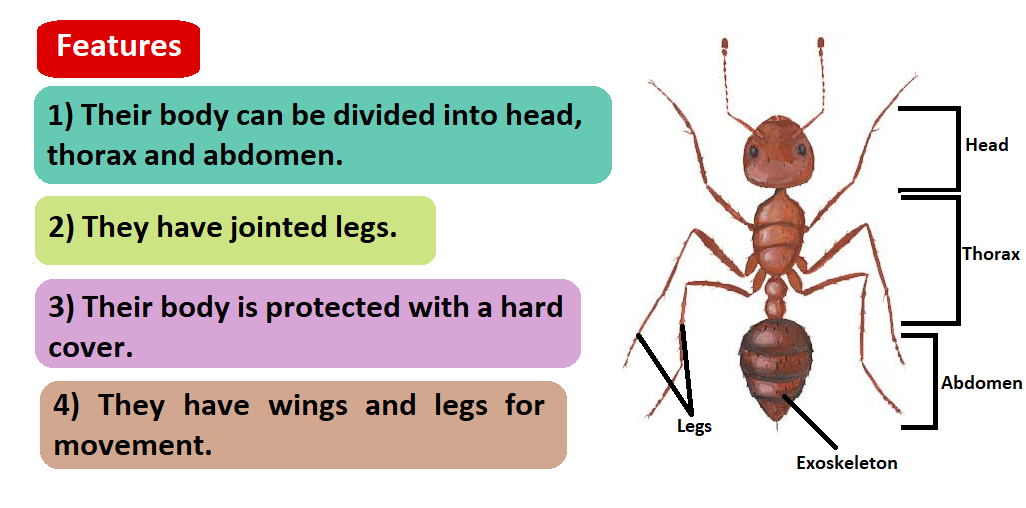 Features
1) Their body can be divided into head,
thorax and abdomen.
2) They have jointed legs.
3) Their body is protected with a hard
cover.
4) They have wings and legs for
movement.
Head
Thorax
Abdomen
Legs
Exoskeleton